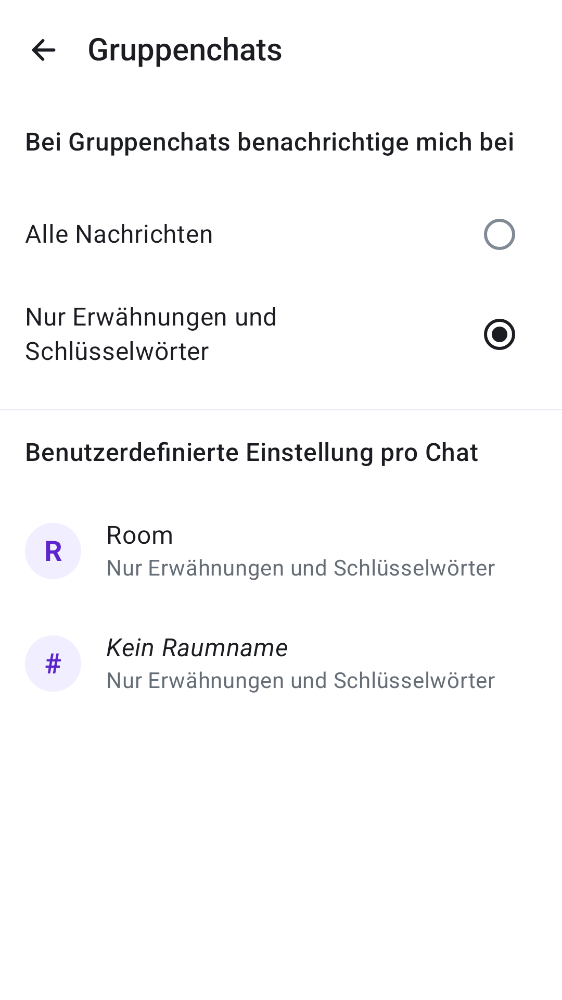 Gruppenchats
Bei Gruppenchats benachrichtige mich bei
Alle Nachrichten
Nur Erwähnungen und
Schlüsselwörter
Benutzerdefinierte Einstellung pro Chat
R
Room
Nur Erwähnungen und Schlüsselwörter
#
Kein Raumname
Nur Erwähnungen und Schlüsselwörter